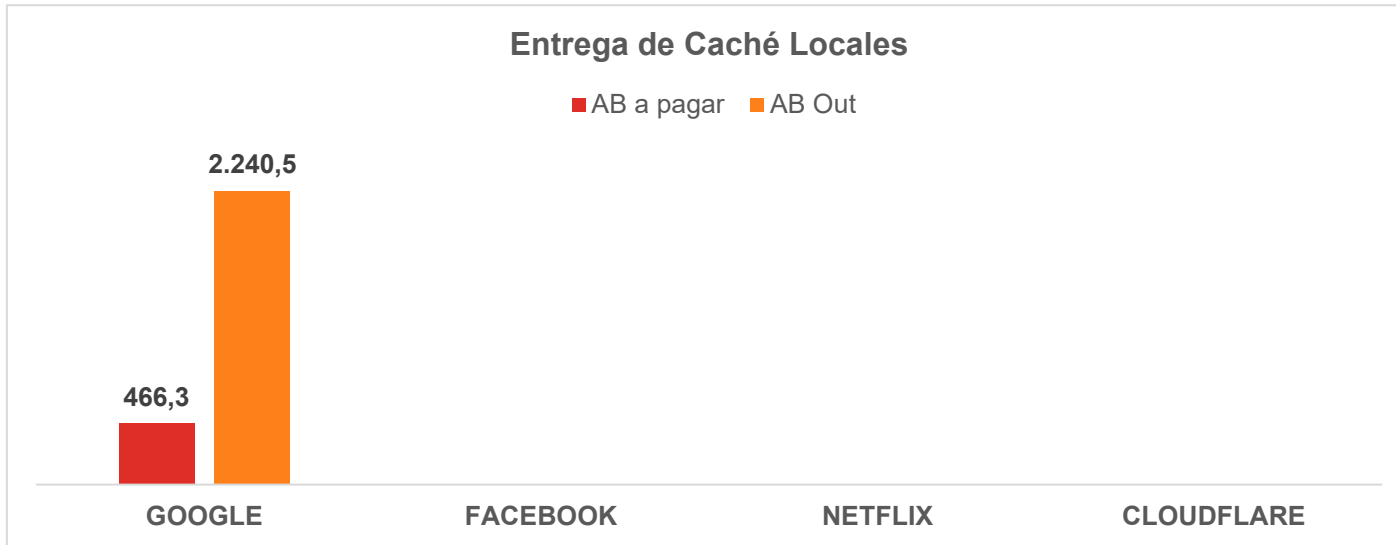 Entrega de Caché Locales
AB a pagar AB Out
2.240,5
466,3
GOOGLE FACEBOOK NETFLIX CLOUDFLARE